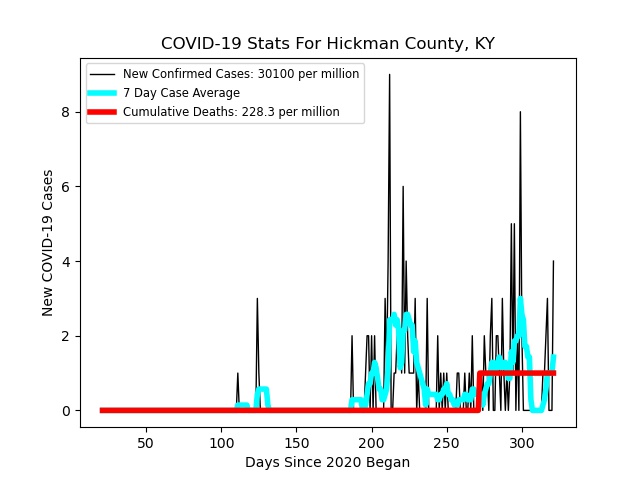 COVID-19 Stats For Hickman County, KY
New Confirmed Cases: 30100 per million
7 Day Case Average
Cumulative Deaths: 228.3 per million
New COVID-19 Cases
8
6
4
2
0
50 100 150 200 250 300
Days Since 2020 Began